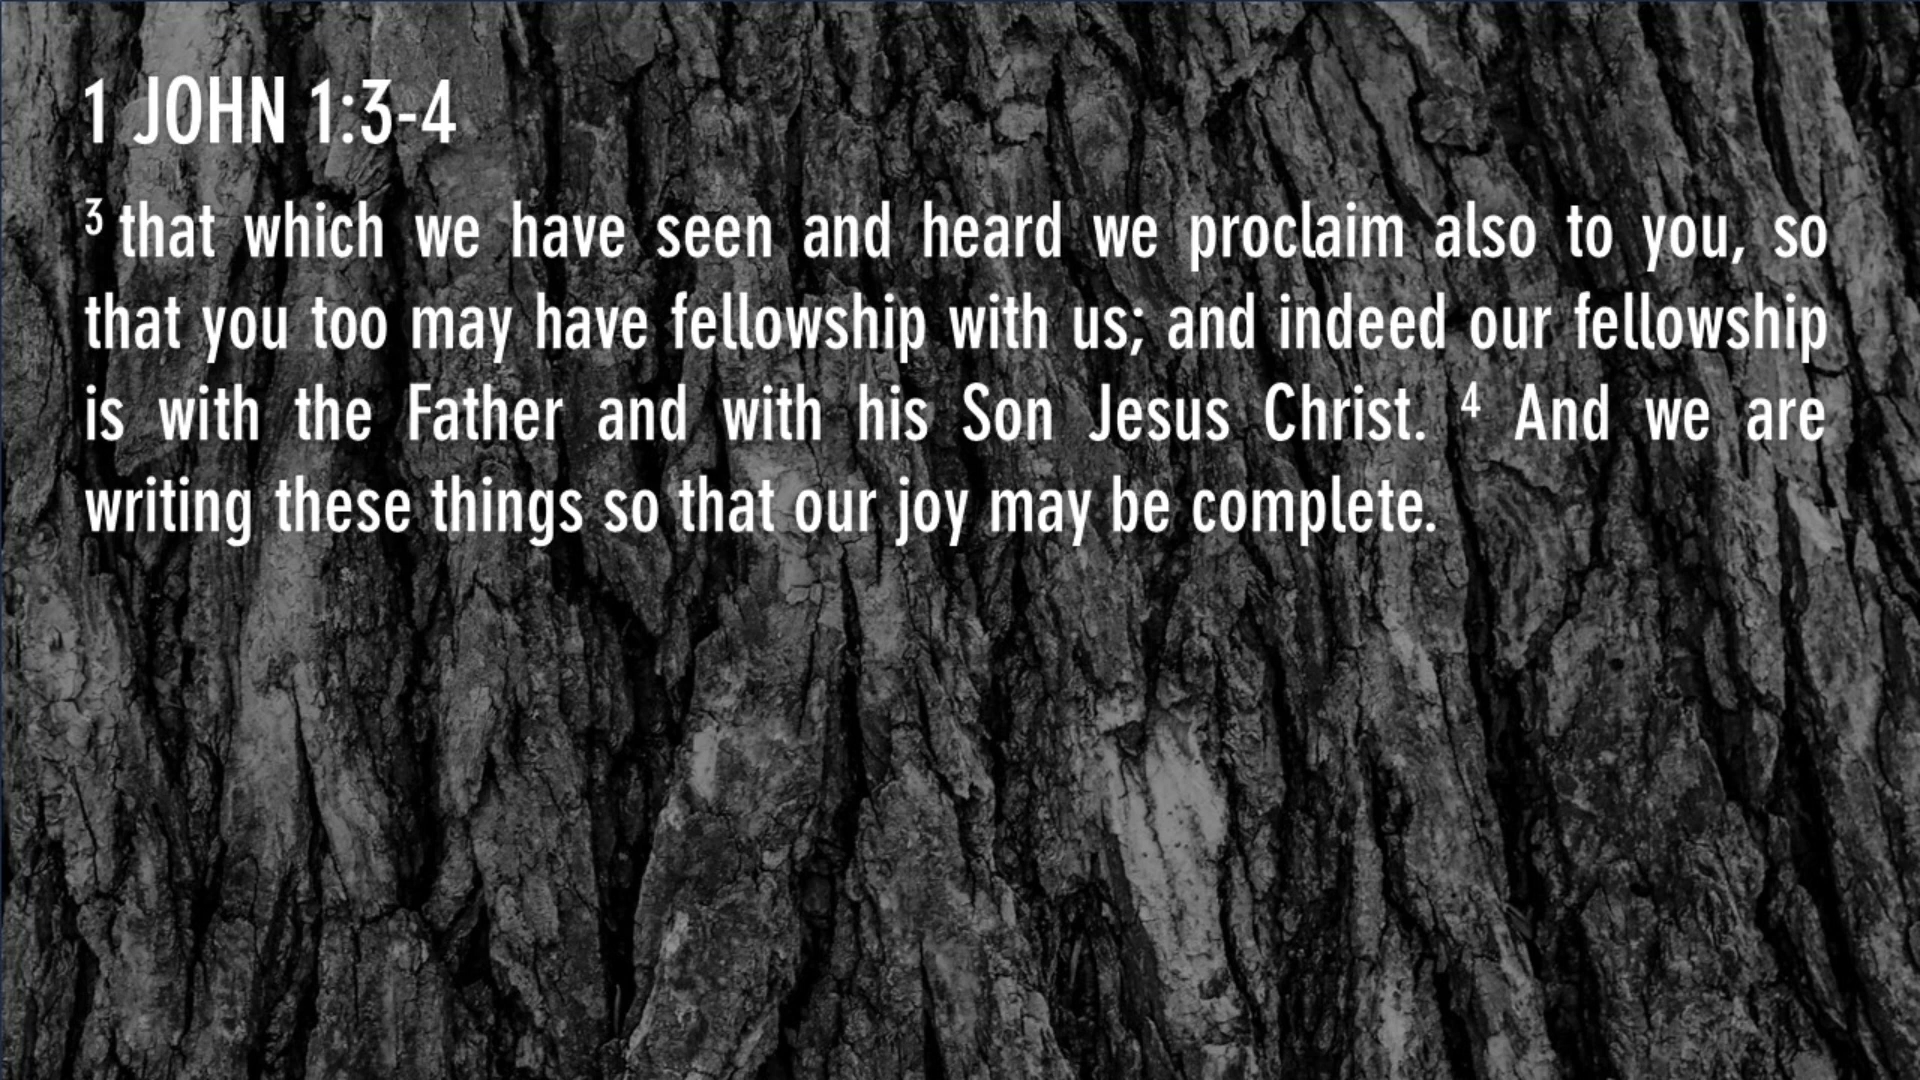 1 JOHN 1:3-4
3 that which we have seen and heard we proclaim also to you, so
that you too may have fellowship with us; and indeed our fellowship
is with the Father and with his Son Jesus Christ. 4 And we are
writing these things so that our joy may be complete.